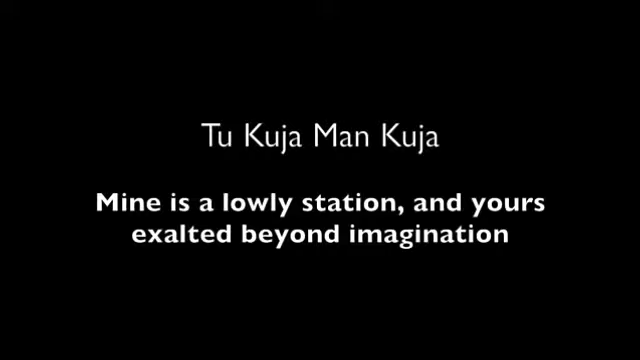 Tu Kuja Man Kuja
Mine is a lowly station, and yours
exalted beyond imagination